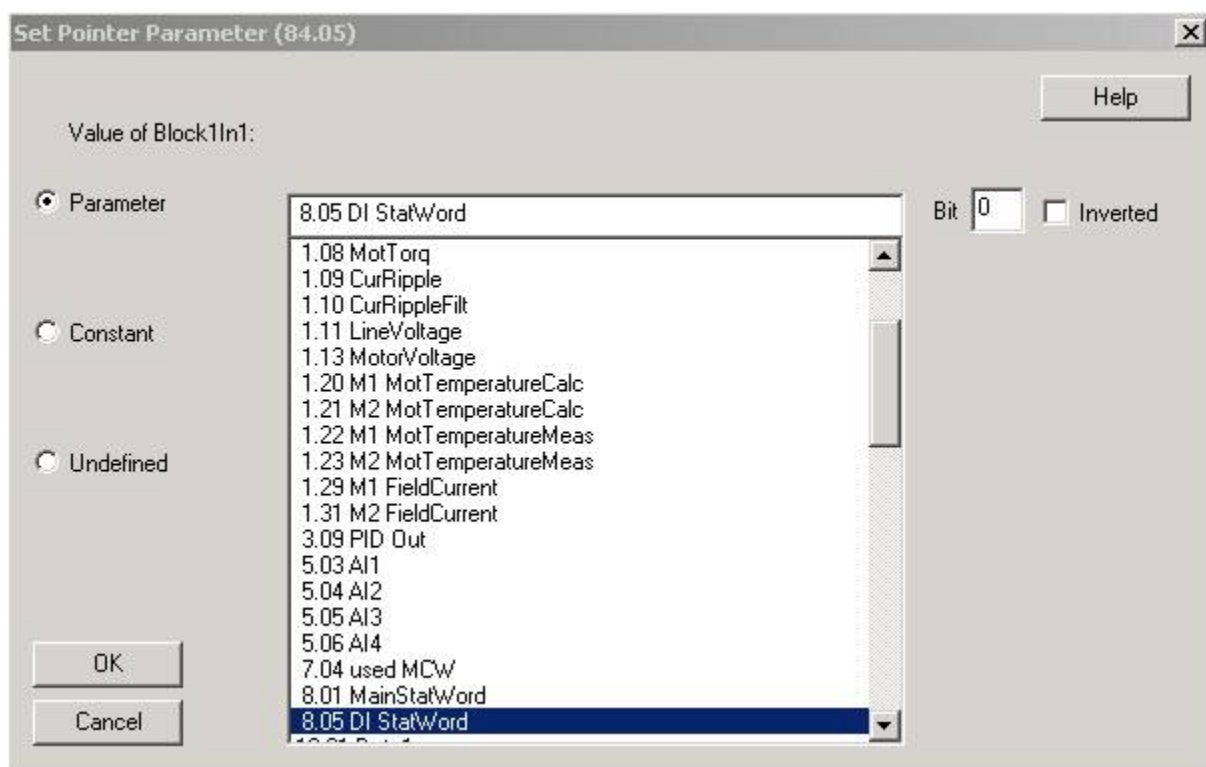 Set Pointer Parameter (84.05)
Help
Value of Block1In1:
Parameter
8.05 DI StatWord
Bit 0 Inverted
1.08 MotTorq
1.09 CurRipple
1.10 CurRippleFilt
1.11 LineVoltage
Constant
1.13 MotorVoltage
1.20 M1 MotTemperatureCalc
1.21 M2 MotTemperatureCalc
1.22 M1 MotTemperatureMeas
1.23 M2 MotTemperatureMeas
Undefined
1.29 M1 FieldCurrent
1.31 M2 FieldCurrent
3.09 PID Out
5.03 AI1
5.04 AI2
5.05 AI3
5.06 AI4
OK
7.04 used MCW
8.01 MainStatWord
Cancel
8.05 DI StatWord